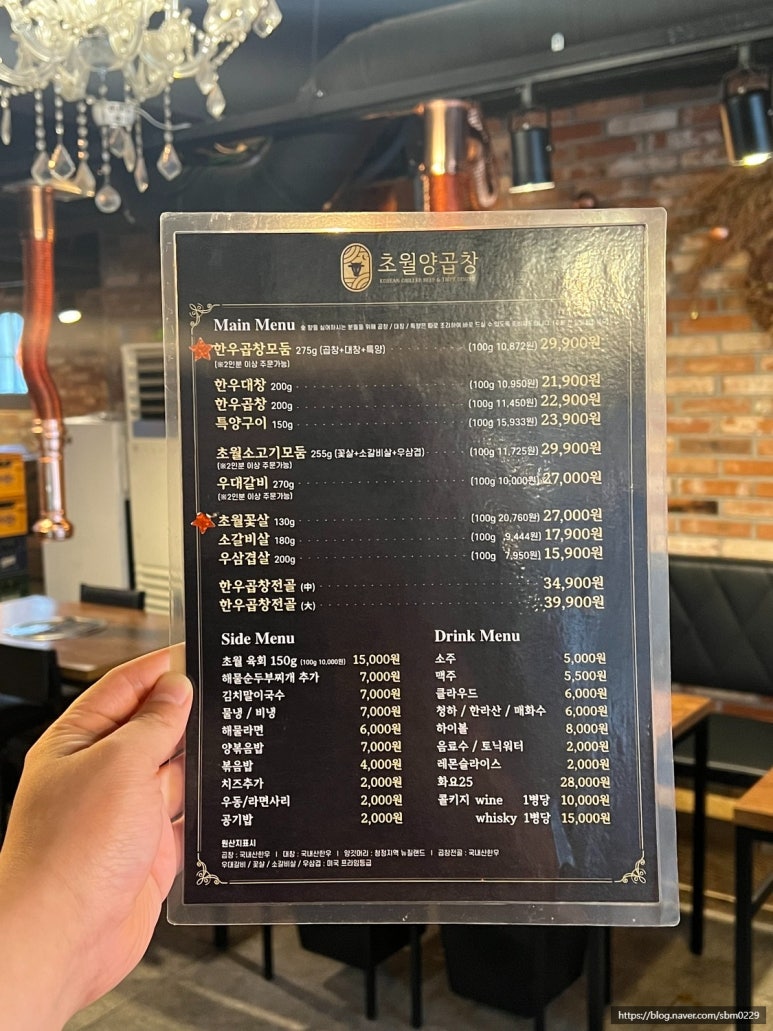 초월양곱창
KOREAN GRILLED BEEF & TRIPE CUISINE
Main Menu
한우곱창모둠 275g (곱창+대창+특양) (100g 10,872원) 29,900원
(※2인분 이상 주문가능)
한우대창 200g (100g 10,950원) 21,900원
한우곱창 200g (100g 11,450원) 22,900원
특양구이 150g (100g 15,933원) 23,900원
초월소고기모둠 255g (꽃살+소갈비살+우삼겹) (100g 11,725원) 29,900원
(※2인분 이상 주문가능)
우대갈비 270g (100g 10,000원) 27,000원
(※2인분 이상 주문가능)
초월꽃살 130g (100g 20,760원) 27,000원
소갈비살 180g (100g 9,444원) 17,900원
우삼겹살 200g (100g 7,950원) 15,900원
한우곱창전골 (中) 34,900원
한우곱창전골 (大) 39,900원
Side Menu
초월 육회 150g (100g 10,000원) 15,000원
해물순두부찌개 추가 7,000원
김치말이국수 7,000원
물냉 / 비냉 7,000원
해물라면 6,000원
양볶음밥 7,000원
볶음밥 4,000원
치즈추가 2,000원
우동/라면사리 2,000원
공기밥 2,000원
Drink Menu
소주 5,000원
맥주 5,500원
클라우드 6,000원
청하 / 한라산 / 매화수 6,000원
하이볼 8,000원
음료수 / 토닉워터 2,000원
레몬슬라이스 2,000원
화요25 28,000원
콜키지 wine 1병당 10,000원
whisky 1병당 15,000원
원산지표시
곱창 : 국내산한우 | 대창 : 국내산한우 | 양깃머리 : 청정지역 뉴질랜드 | 곱창전골 : 국내산한우
우대갈비 / 꽃살 / 소갈비살 / 우삼겹 : 미국 프라임등급
https://blog.naver.com/sbm0229